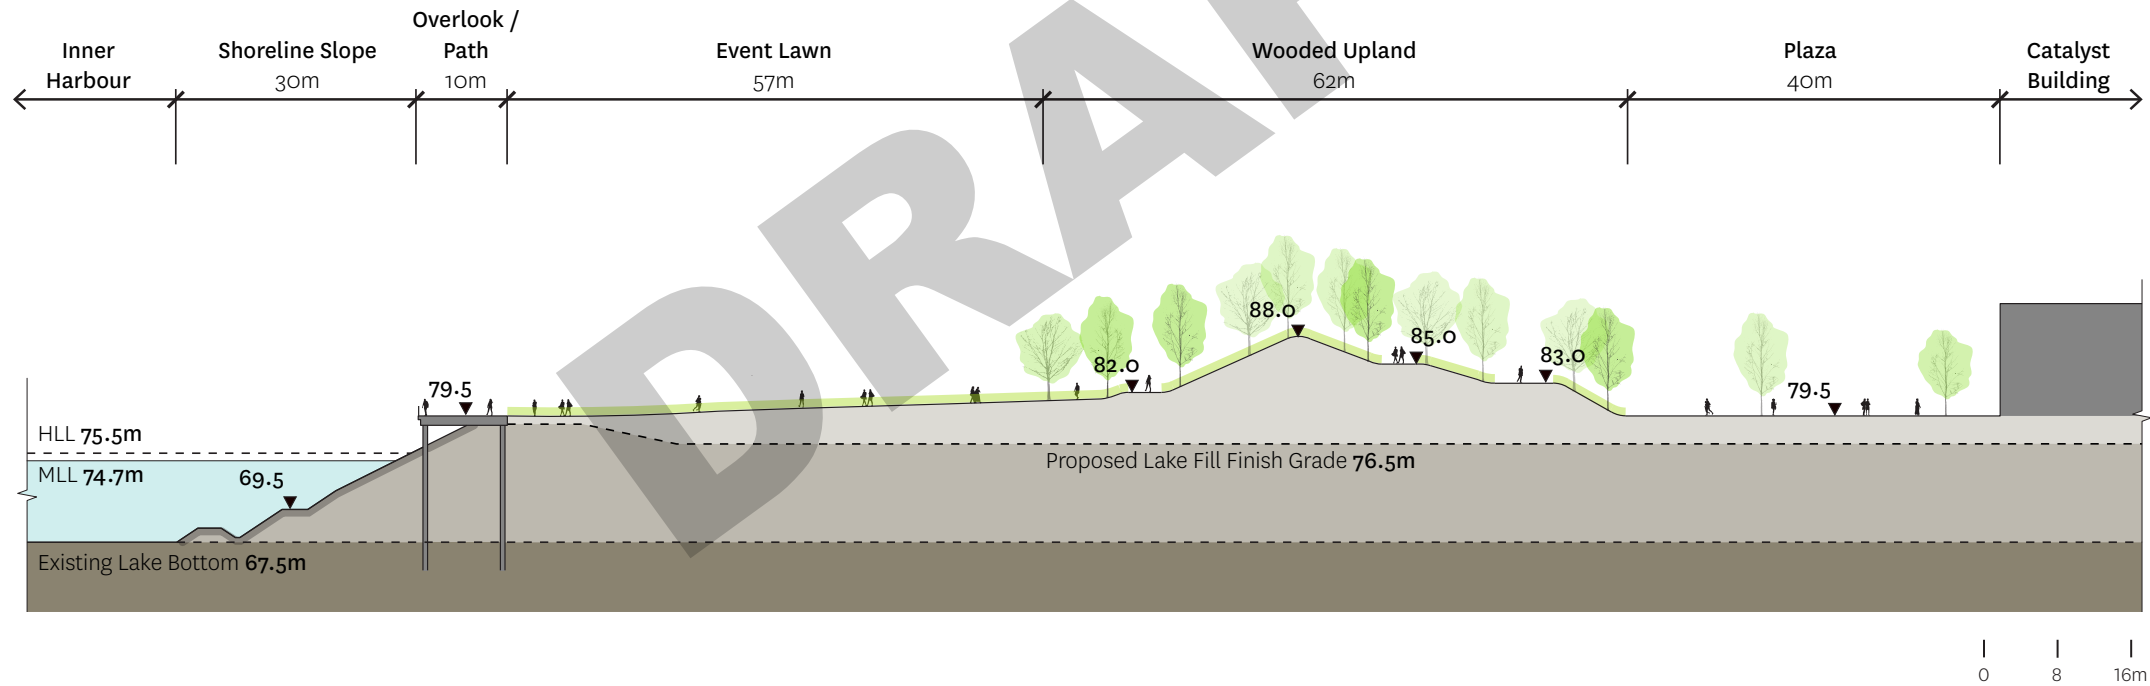 Inner
Harbour
Shoreline Slope
30m
Overlook /
Path
10m
Event Lawn
57m
Wooded Upland
62m
Plaza
40m
Catalyst
Building
DRAF
88.0
85.0
83.0
82.0
79.5
79.5
HLL 75.5m
MLL 74.7m
69.5
Proposed Lake Fill Finish Grade 76.5m
Existing Lake Bottom 67.5m
0 8 16m